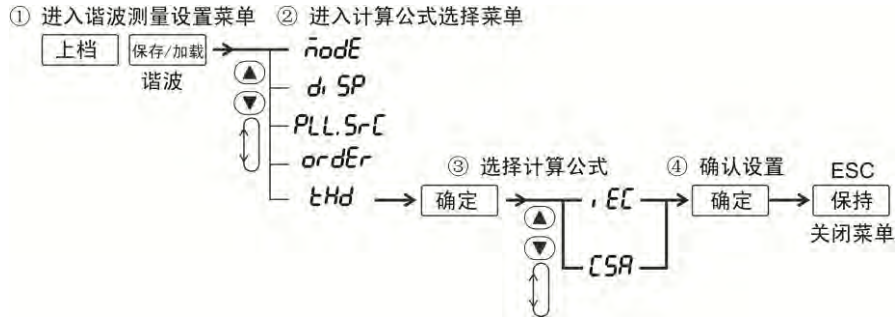 ① 进入谐波测量设置菜单 ② 进入计算公式选择菜单
上档 保存/加载 modE
谐波
di SP
PLL.SrC
ordEr
③ 选择计算公式 ④ 确认设置 ESC
tHd 确定 iEC 确定 保持
关闭菜单
CSA